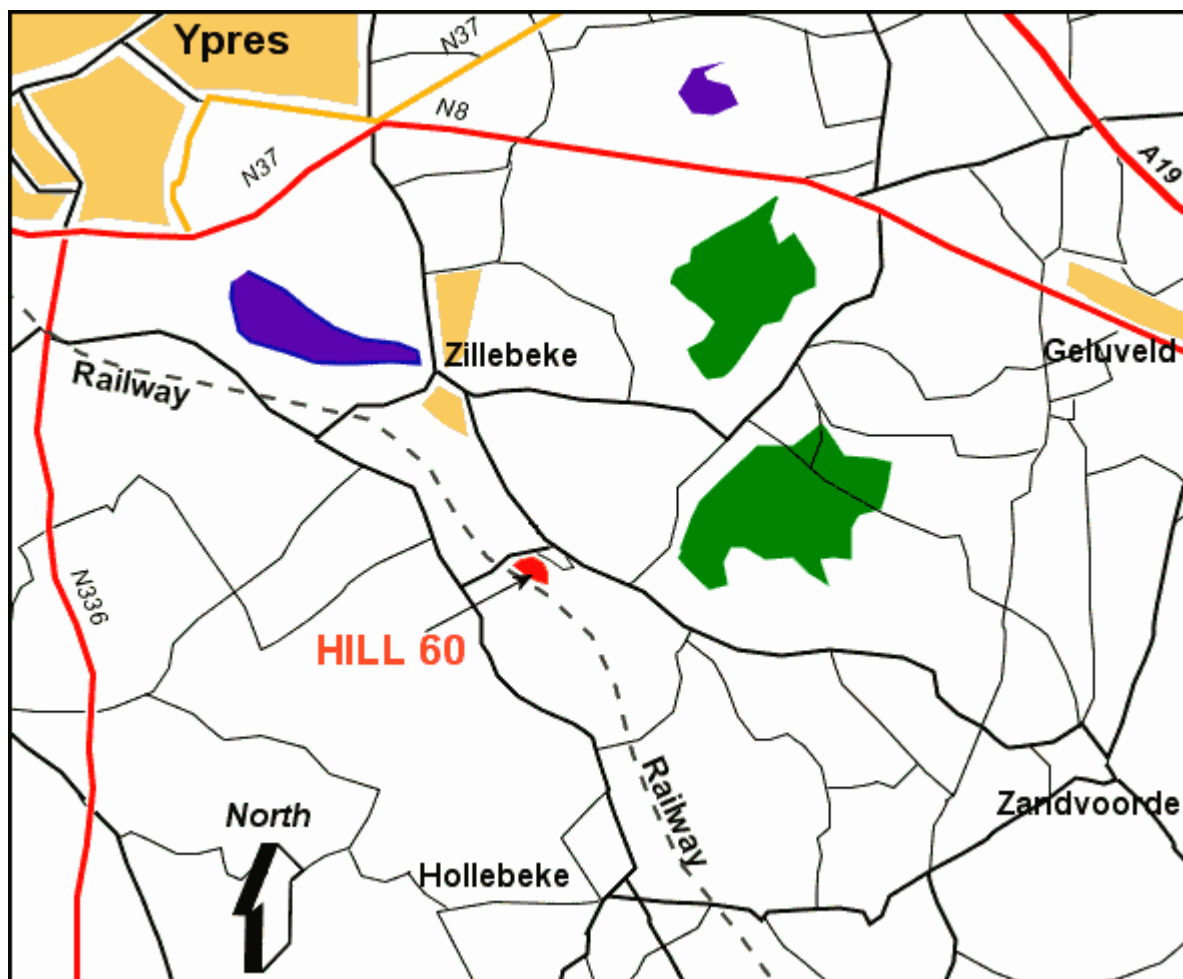 Ypres
N37
N8
N37
A19
Zillebeke
Geluveld
Railway
N336
HILL 60
Railway
Zandvoorde
North
Hollebeke